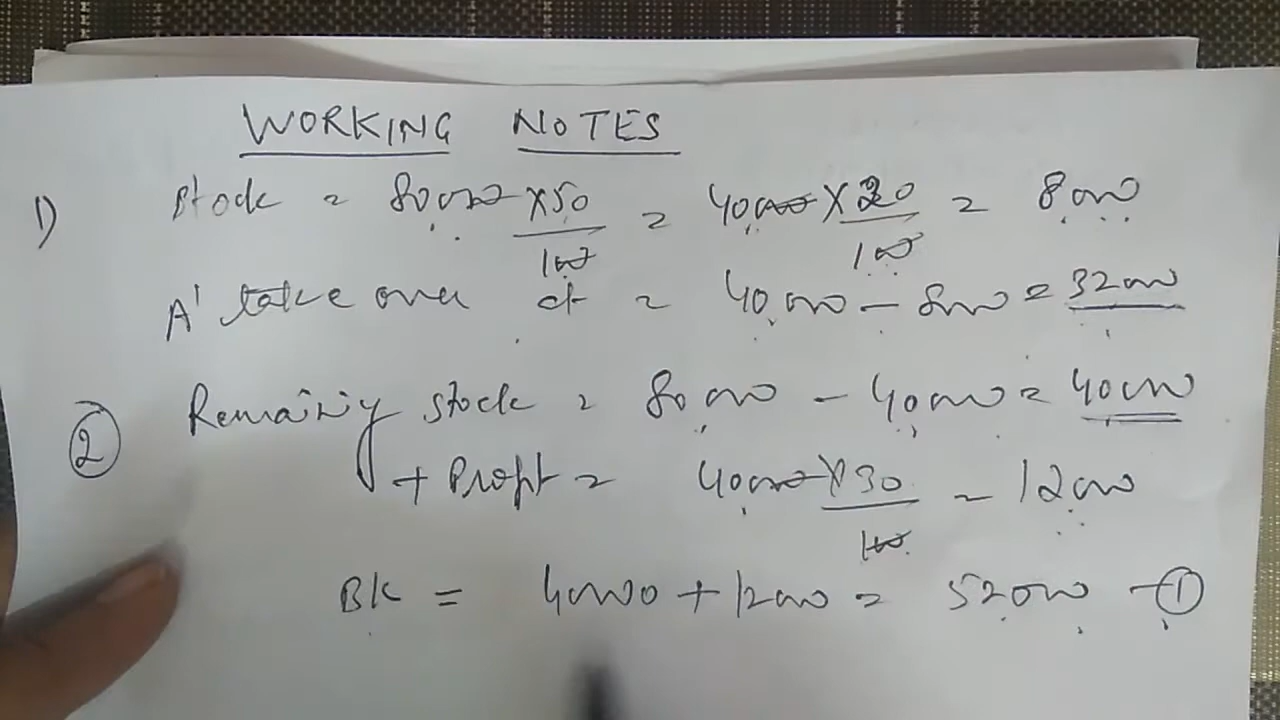 WORKING NOTES
1) Stock = 80000 × 50/100 = 40000 × 20/100 = 8000
A' take over at = 40000 - 8000 = 32000
2 Remaining stock = 80000 - 40000 = 40000
+ Profit = 40000 × 30/100 = 12000
BK = 40000 + 12000 = 52000 - 1